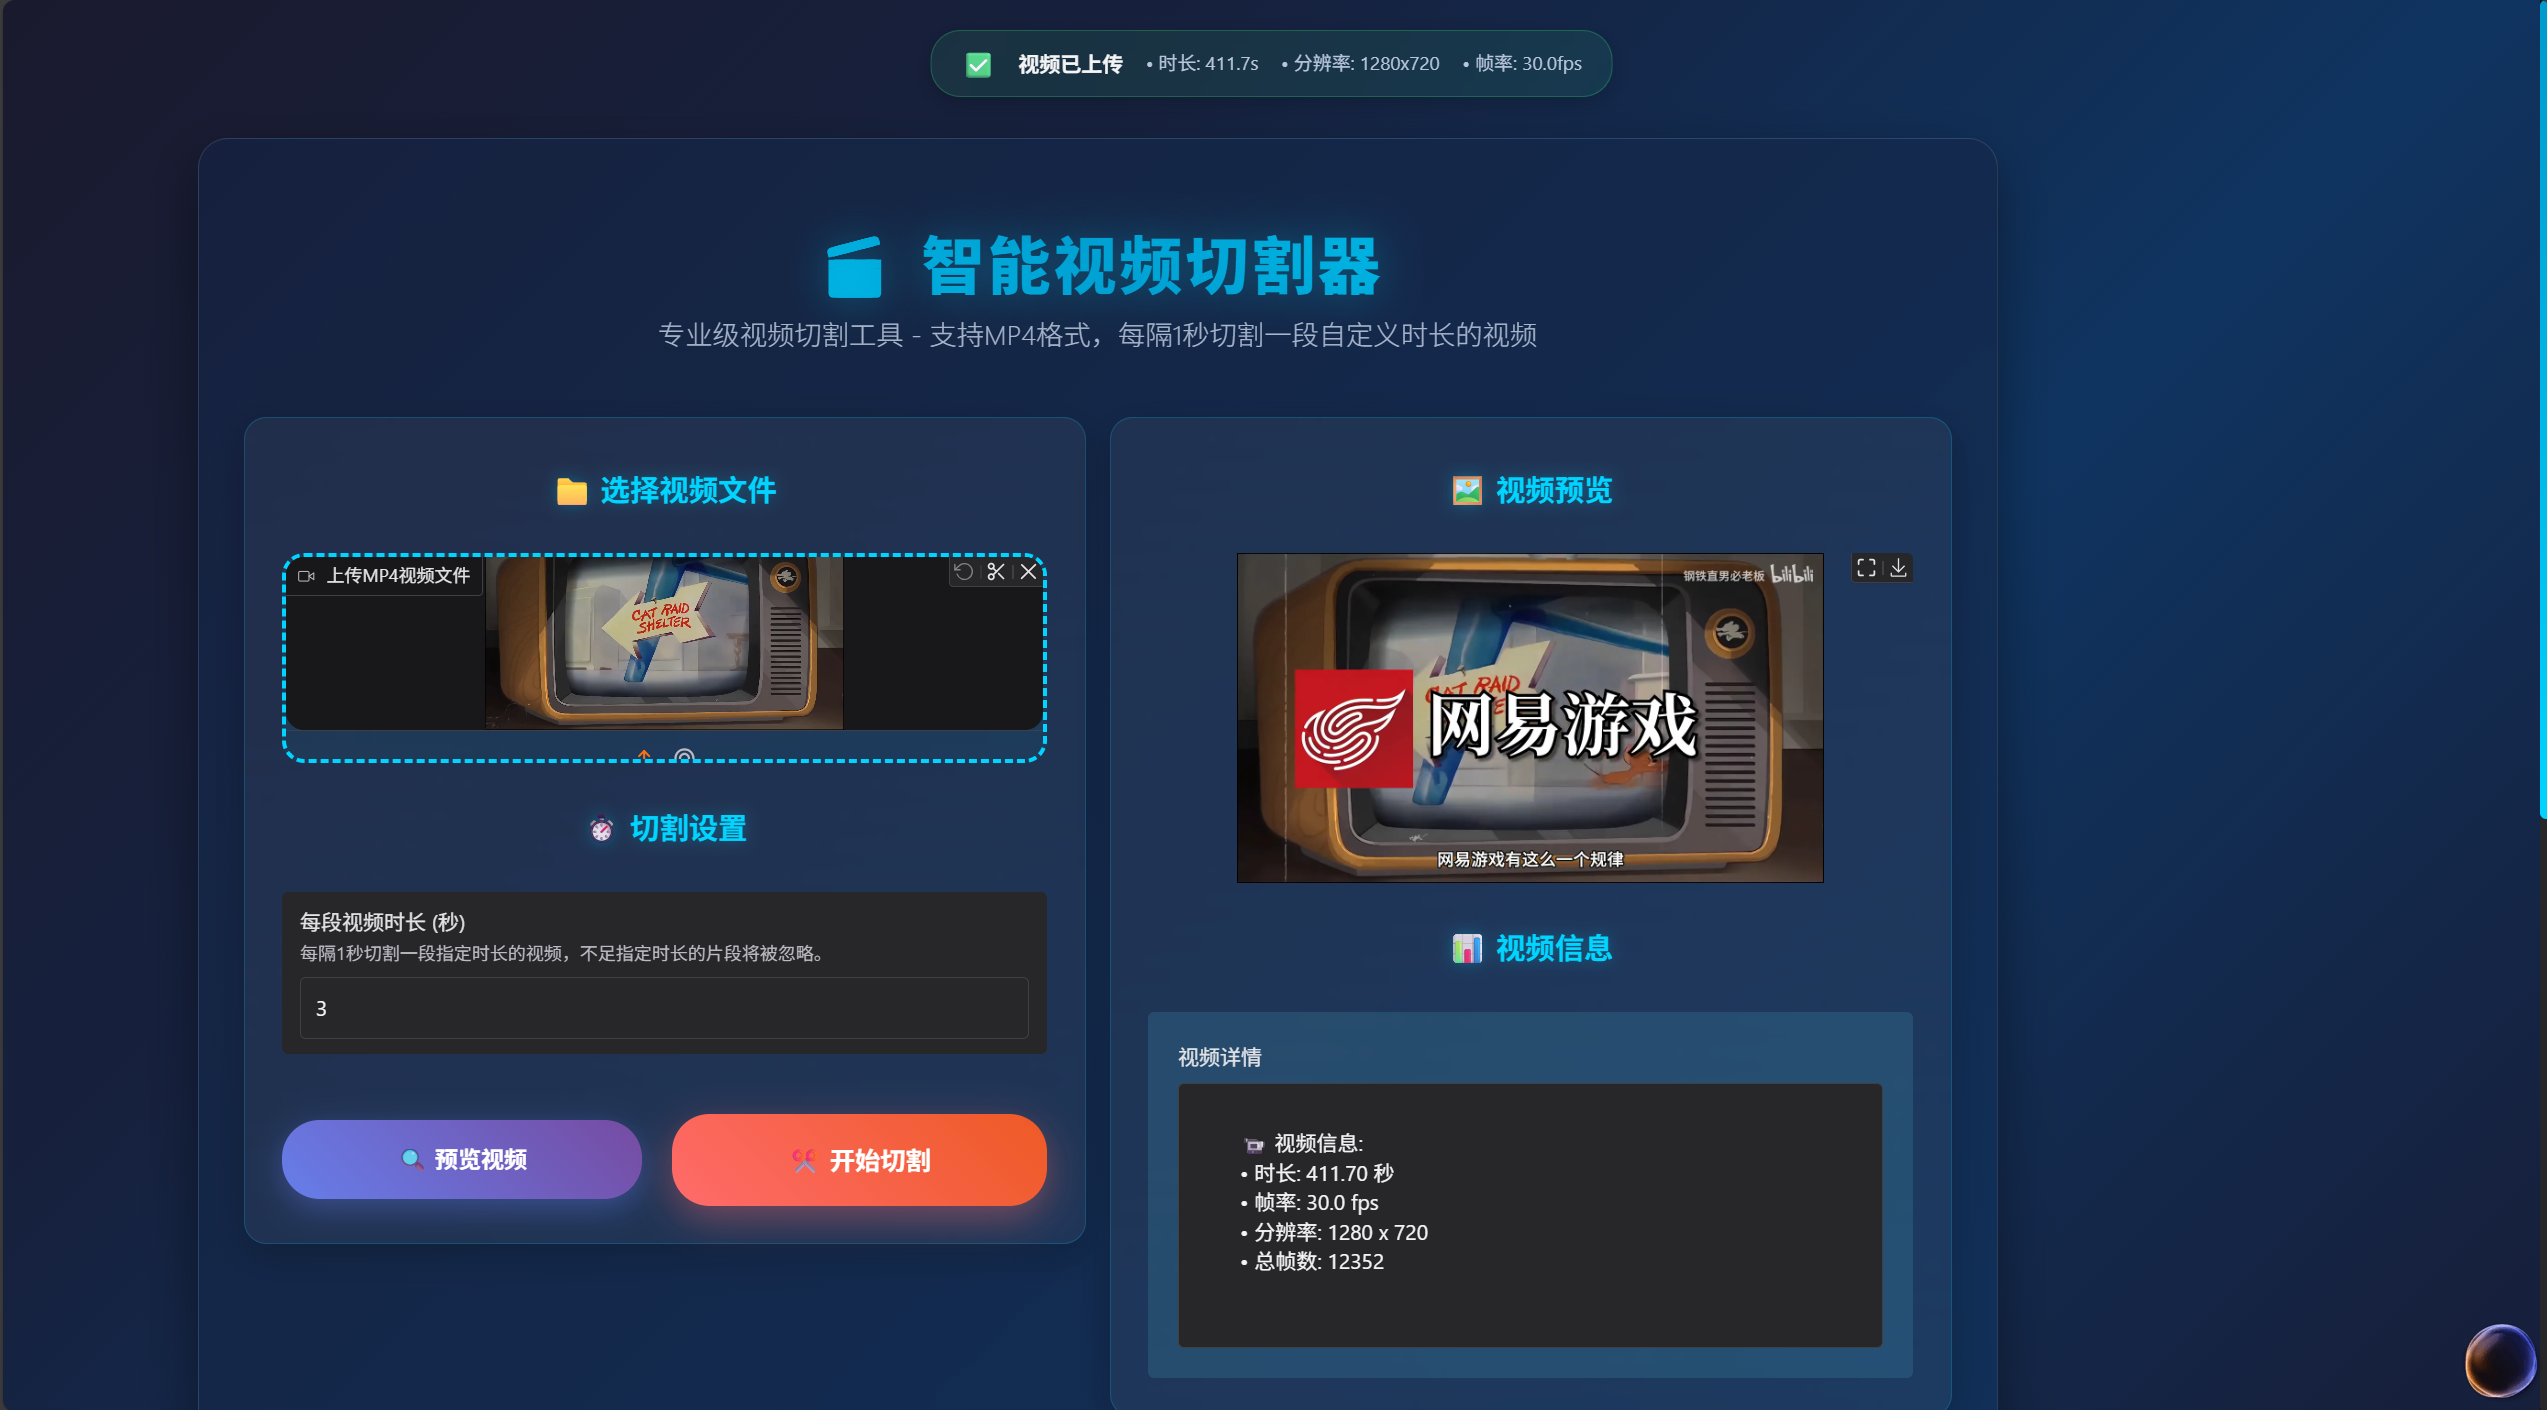 视频已上传 • 时长: 411.7s • 分辨率: 1280x720 • 帧率: 30.0fps
智能视频切割器
专业级视频切割工具 - 支持MP4格式，每隔1秒切割一段自定义时长的视频
选择视频文件
上传MP4视频文件
CAT RAID
SHELTER
切割设置
每段视频时长 (秒)
每隔1秒切割一段指定时长的视频，不足指定时长的片段将被忽略。
3
预览视频
开始切割
视频预览
钢铁直男必老板 bilibili
CAT RAID
网易游戏
网易游戏有这么一个规律
视频信息
视频详情
视频信息:
• 时长: 411.70 秒
• 帧率: 30.0 fps
• 分辨率: 1280 x 720
• 总帧数: 12352